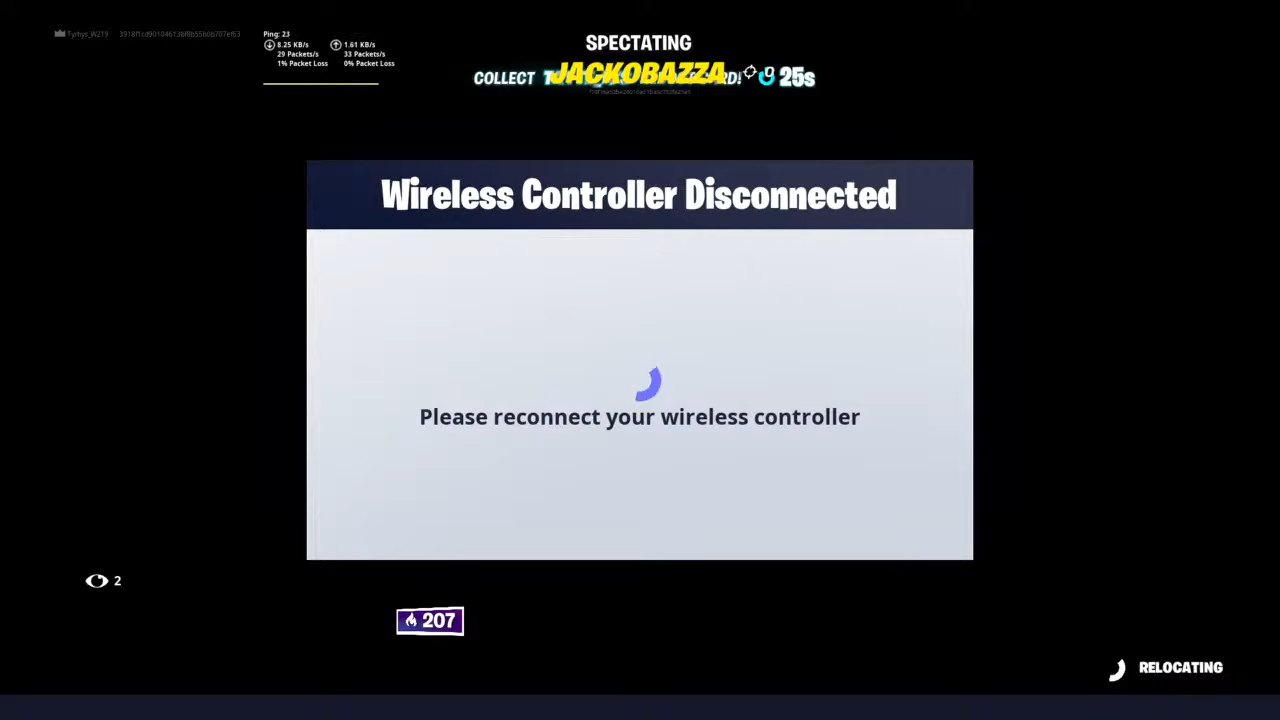 Tyrhys_W219
Ping: 23
8.25 KB/s 1.61 KB/s
29 Packets/s 33 Packets/s
1% Packet Loss 0% Packet Loss
SPECTATING
JACKOBAZZA
COLLECT
25s
Wireless Controller Disconnected
Please reconnect your wireless controller
2
207
RELOCATING